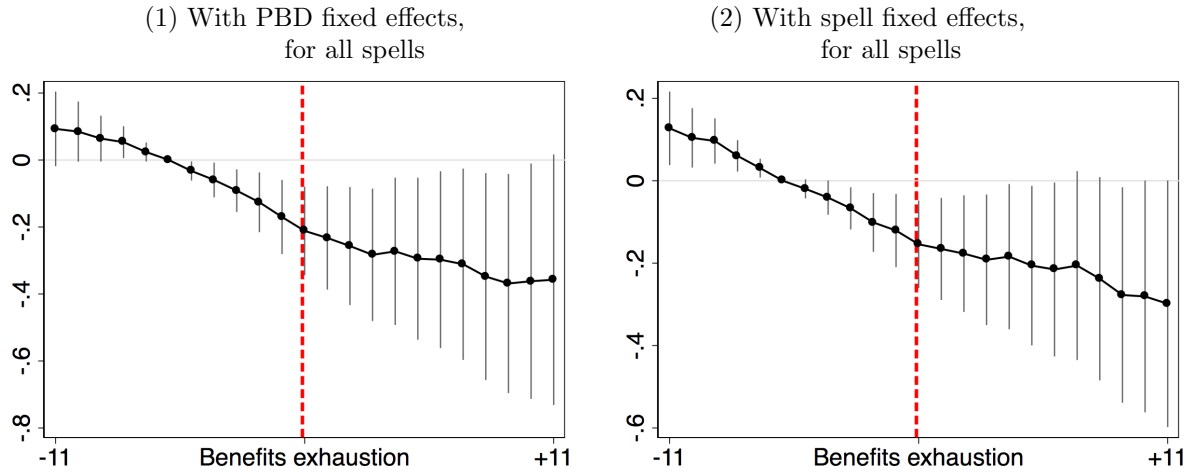 (1) With PBD fixed effects,
for all spells
.2
0
-.2
-.4
-.6
-.8
-11
Benefits exhaustion
+11
(2) With spell fixed effects,
for all spells
.2
0
-.2
-.4
-.6
-11
Benefits exhaustion
+11